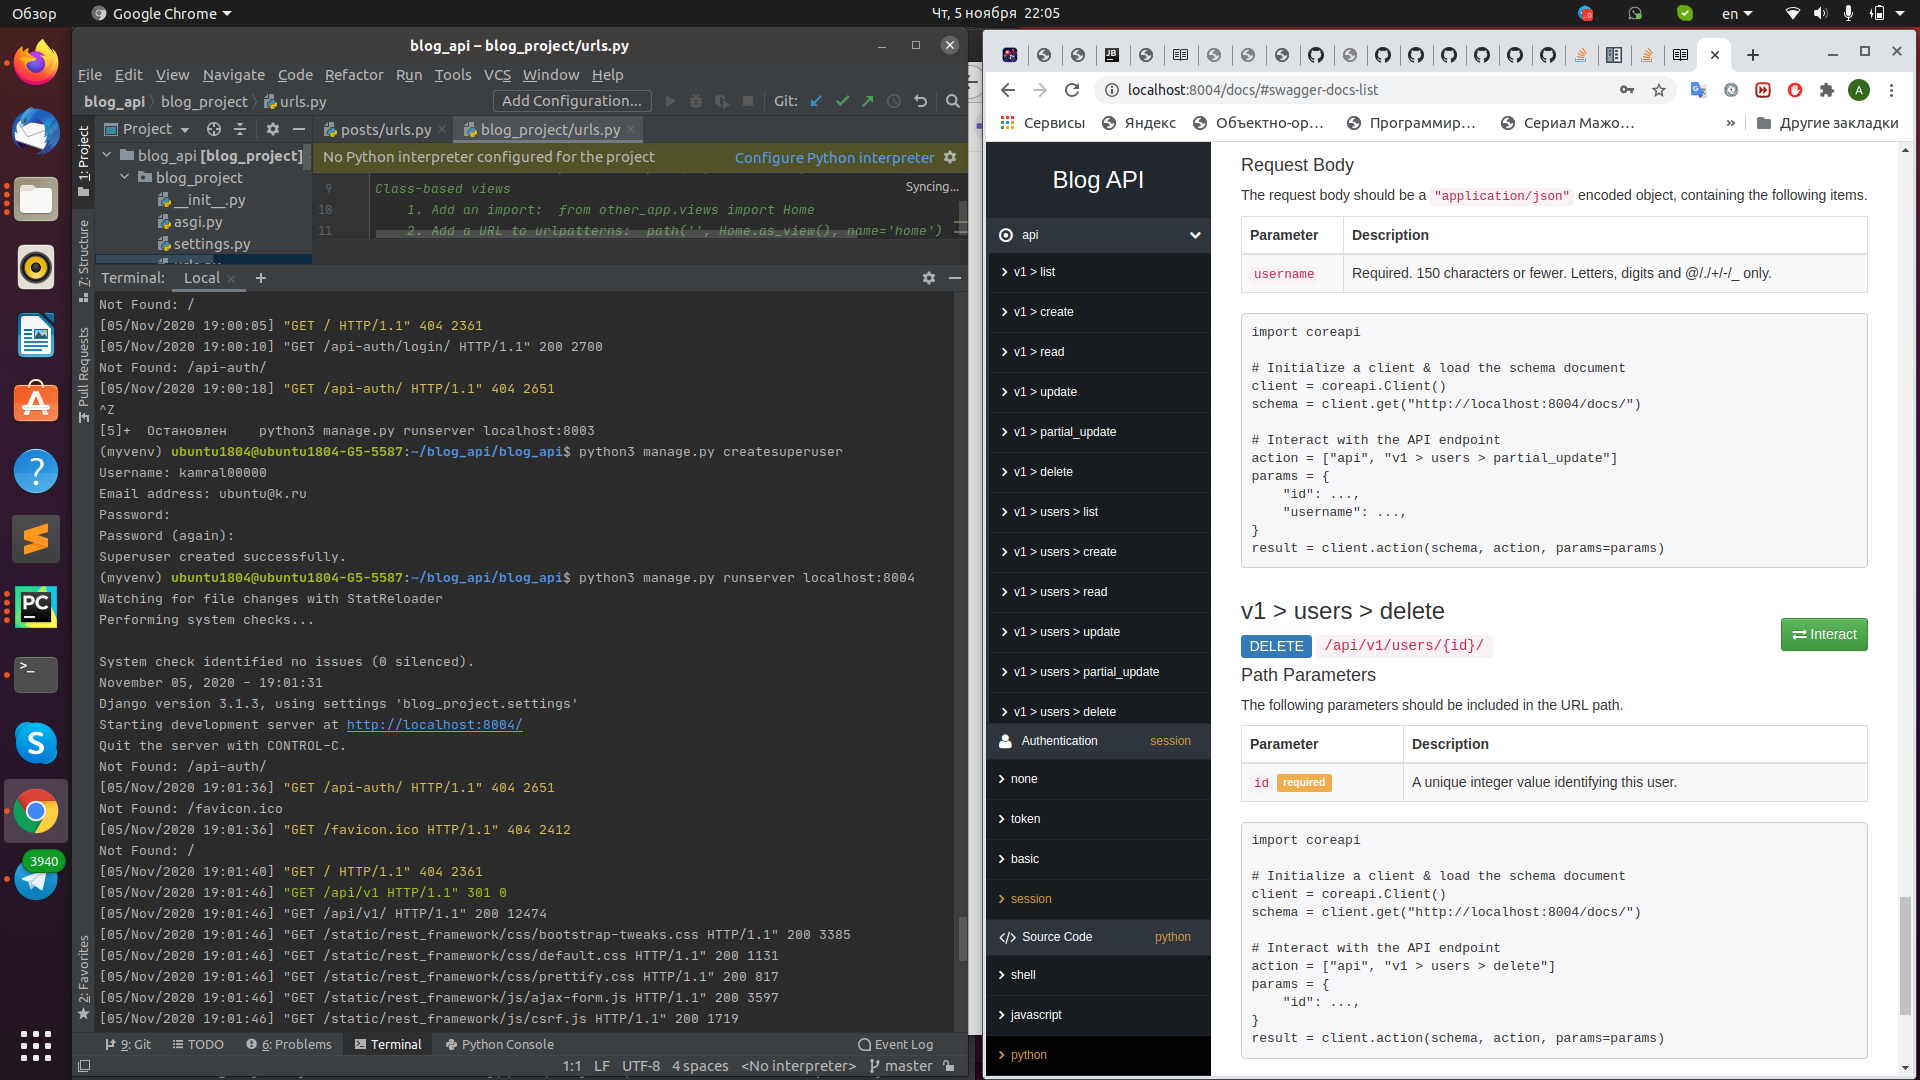 Обзор
Google Chrome
Чт, 5 ноября 22:05
en
blog_api – blog_project/urls.py
File Edit View Navigate Code Refactor Run Tools VCS Window Help
blog_api blog_project urls.py
Add Configuration...
Git:
1: Project
7: Structure
Pull Requests
2: Favorites
Project
posts/urls.py
blog_project/urls.py
blog_api [blog_project]
blog_project
__init__.py
asgi.py
settings.py
No Python interpreter configured for the project
Configure Python interpreter
Syncing...
9 Class-based views
10 1. Add an import: from other_app.views import Home
11 2. Add a URL to urlpatterns: path('', Home.as_view(), name='home')
Terminal: Local +
Not Found: /
[05/Nov/2020 19:00:05] "GET / HTTP/1.1" 404 2361
[05/Nov/2020 19:00:10] "GET /api-auth/login/ HTTP/1.1" 200 2700
Not Found: /api-auth/
[05/Nov/2020 19:00:18] "GET /api-auth/ HTTP/1.1" 404 2651
^Z
[5]+ Остановлен python3 manage.py runserver localhost:8003
(myvenv) ubuntu1804@ubuntu1804-G5-5587:~/blog_api/blog_api$ python3 manage.py createsuperuser
Username: kamral00000
Email address: ubuntu@k.ru
Password:
Password (again):
Superuser created successfully.
(myvenv) ubuntu1804@ubuntu1804-G5-5587:~/blog_api/blog_api$ python3 manage.py runserver localhost:8004
Watching for file changes with StatReloader
Performing system checks...
System check identified no issues (0 silenced).
November 05, 2020 - 19:01:31
Django version 3.1.3, using settings 'blog_project.settings'
Starting development server at http://localhost:8004/
Quit the server with CONTROL-C.
Not Found: /api-auth/
[05/Nov/2020 19:01:36] "GET /api-auth/ HTTP/1.1" 404 2651
Not Found: /favicon.ico
[05/Nov/2020 19:01:36] "GET /favicon.ico HTTP/1.1" 404 2412
Not Found: /
[05/Nov/2020 19:01:40] "GET / HTTP/1.1" 404 2361
[05/Nov/2020 19:01:46] "GET /api/v1 HTTP/1.1" 301 0
[05/Nov/2020 19:01:46] "GET /api/v1/ HTTP/1.1" 200 12474
[05/Nov/2020 19:01:46] "GET /static/rest_framework/css/bootstrap-tweaks.css HTTP/1.1" 200 3385
[05/Nov/2020 19:01:46] "GET /static/rest_framework/css/default.css HTTP/1.1" 200 1131
[05/Nov/2020 19:01:46] "GET /static/rest_framework/css/prettify.css HTTP/1.1" 200 817
[05/Nov/2020 19:01:46] "GET /static/rest_framework/js/ajax-form.js HTTP/1.1" 200 3597
[05/Nov/2020 19:01:46] "GET /static/rest_framework/js/csrf.js HTTP/1.1" 200 1719
9: Git TODO 6: Problems Terminal Python Console Event Log
1:1 LF UTF-8 4 spaces <No interpreter> master
3940
PC
localhost:8004/docs/#swagger-docs-list
A
Сервисы Яндекс Объектно-ор... Программир... Сериал Мажо... » Другие закладки
Blog API
api
v1 > list
v1 > create
v1 > read
v1 > update
v1 > partial_update
v1 > delete
v1 > users > list
v1 > users > create
v1 > users > read
v1 > users > update
v1 > users > partial_update
v1 > users > delete
Authentication session
none
token
basic
session
Source Code python
shell
javascript
python
Request Body
The request body should be a "application/json" encoded object, containing the following items.
Parameter Description
username Required. 150 characters or fewer. Letters, digits and @/./+/-/_ only.
import coreapi
# Initialize a client & load the schema document
client = coreapi.Client()
schema = client.get("http://localhost:8004/docs/")
# Interact with the API endpoint
action = ["api", "v1 > users > partial_update"]
params = {
"id": ...,
"username": ...,
}
result = client.action(schema, action, params=params)
v1 > users > delete
Interact
DELETE /api/v1/users/{id}/
Path Parameters
The following parameters should be included in the URL path.
Parameter Description
id required A unique integer value identifying this user.
import coreapi
# Initialize a client & load the schema document
client = coreapi.Client()
schema = client.get("http://localhost:8004/docs/")
# Interact with the API endpoint
action = ["api", "v1 > users > delete"]
params = {
"id": ...,
}
result = client.action(schema, action, params=params)